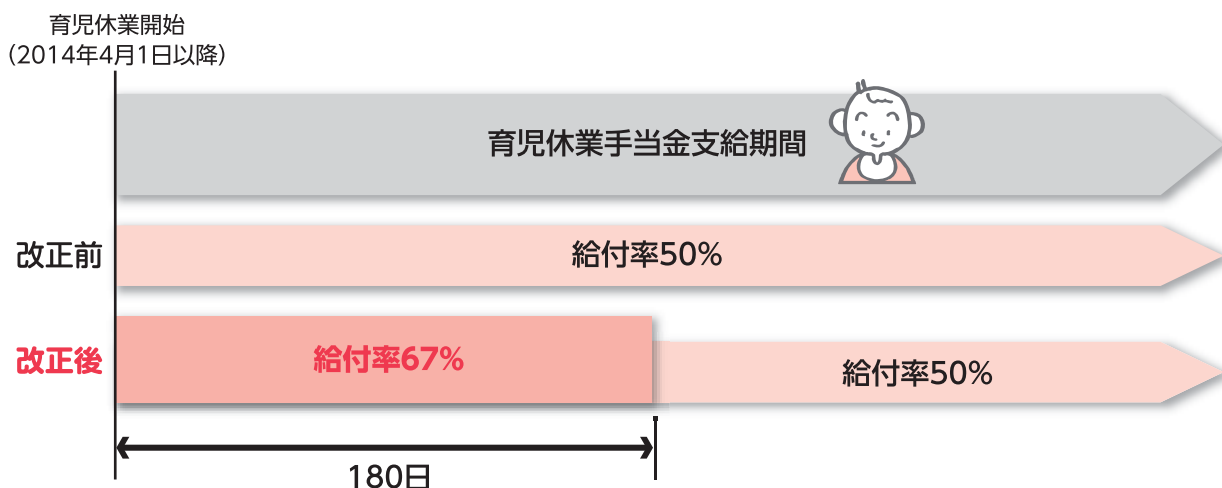 育児休業開始
（2014年4月1日以降）
育児休業手当金支給期間
改正前
給付率50%
改正後
給付率67%
給付率50%
180日